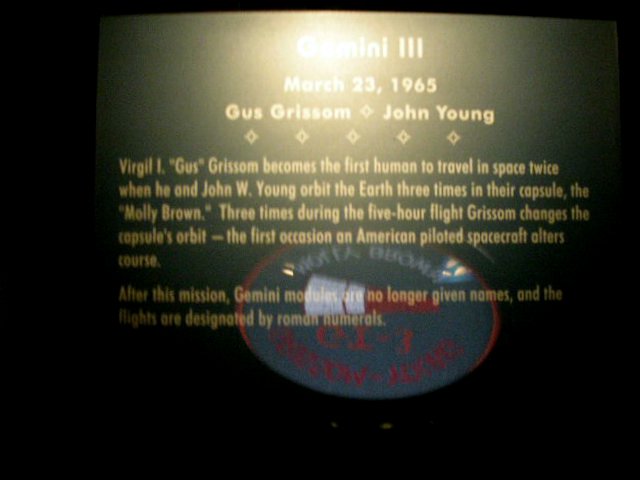 Gemini III
March 23, 1965
Gus Grissom ✧ John Young
Virgil I. "Gus" Grissom becomes the first human to travel in space twice
when he and John W. Young orbit the Earth three times in their capsule, the
"Molly Brown." Three times during the five-hour flight Grissom changes the
capsule's orbit — the first occasion an American piloted spacecraft alters
course.
After this mission, Gemini modules are no longer given names, and the
flights are designated by roman numerals.
MOLLY BROWN